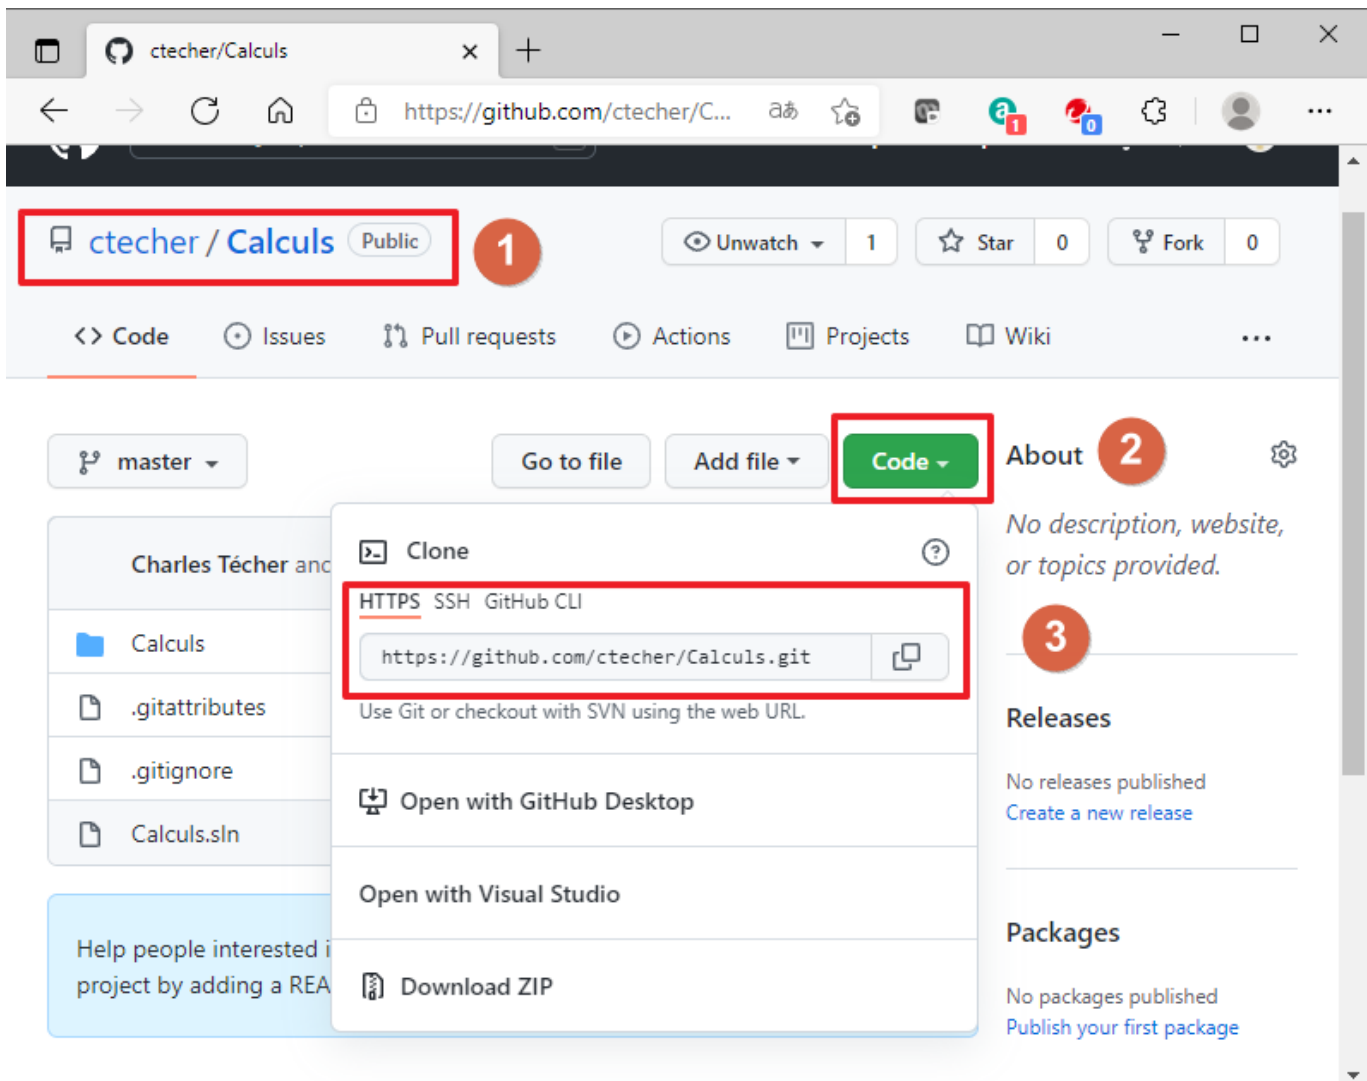 ctecher/Calculs
https://github.com/ctecher/C...
aあ
a
1
0
ctecher / Calculs Public
1
Unwatch 1
Star 0
Fork 0
Code
Issues
Pull requests
Actions
Projects
Wiki
...
master
Go to file
Add file
Code
About
2
No description, website,
or topics provided.
Charles Técher and
Clone
HTTPS SSH GitHub CLI
https://github.com/ctecher/Calculs.git
Use Git or checkout with SVN using the web URL.
3
Calculs
.gitattributes
.gitignore
Calculs.sln
Open with GitHub Desktop
Open with Visual Studio
Download ZIP
Releases
No releases published
Create a new release
Help people interested i
project by adding a REA
Packages
No packages published
Publish your first package